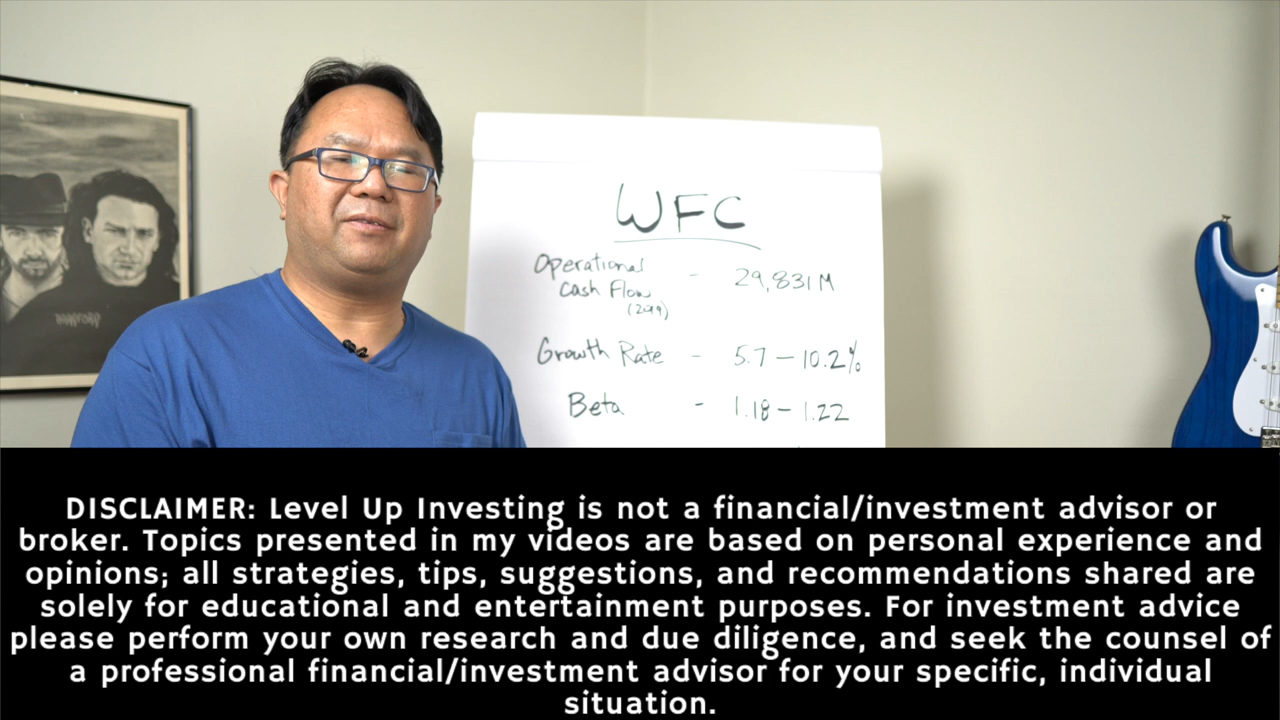 WFC
Operational - 29,831 M
Cash Flow
Growth Rate - 5.7 – 10.2%
Beta - 1.18 – 1.22
DISCLAIMER: Level Up Investing is not a financial/investment advisor or
broker. Topics presented in my videos are based on personal experience and
opinions; all strategies, tips, suggestions, and recommendations shared are
solely for educational and entertainment purposes. For investment advice
please perform your own research and due diligence, and seek the counsel of
a professional financial/investment advisor for your specific, individual
situation.